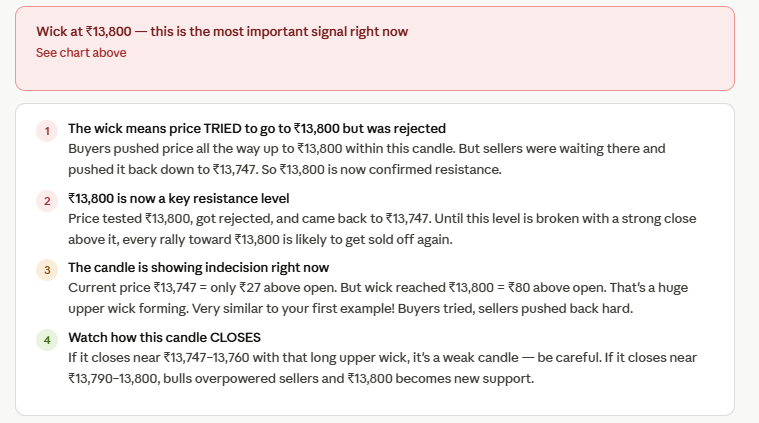 Wick at ₹13,800 — this is the most important signal right now
See chart above
1 The wick means price TRIED to go to ₹13,800 but was rejected
Buyers pushed price all the way up to ₹13,800 within this candle. But sellers were waiting there and
pushed it back down to ₹13,747. So ₹13,800 is now confirmed resistance.
2 ₹13,800 is now a key resistance level
Price tested ₹13,800, got rejected, and came back to ₹13,747. Until this level is broken with a strong close
above it, every rally toward ₹13,800 is likely to get sold off again.
3 The candle is showing indecision right now
Current price ₹13,747 = only ₹27 above open. But wick reached ₹13,800 = ₹80 above open. That's a huge
upper wick forming. Very similar to your first example! Buyers tried, sellers pushed back hard.
4 Watch how this candle CLOSES
If it closes near ₹13,747–13,760 with that long upper wick, it's a weak candle — be careful. If it closes near
₹13,790–13,800, bulls overpowered sellers and ₹13,800 becomes new support.